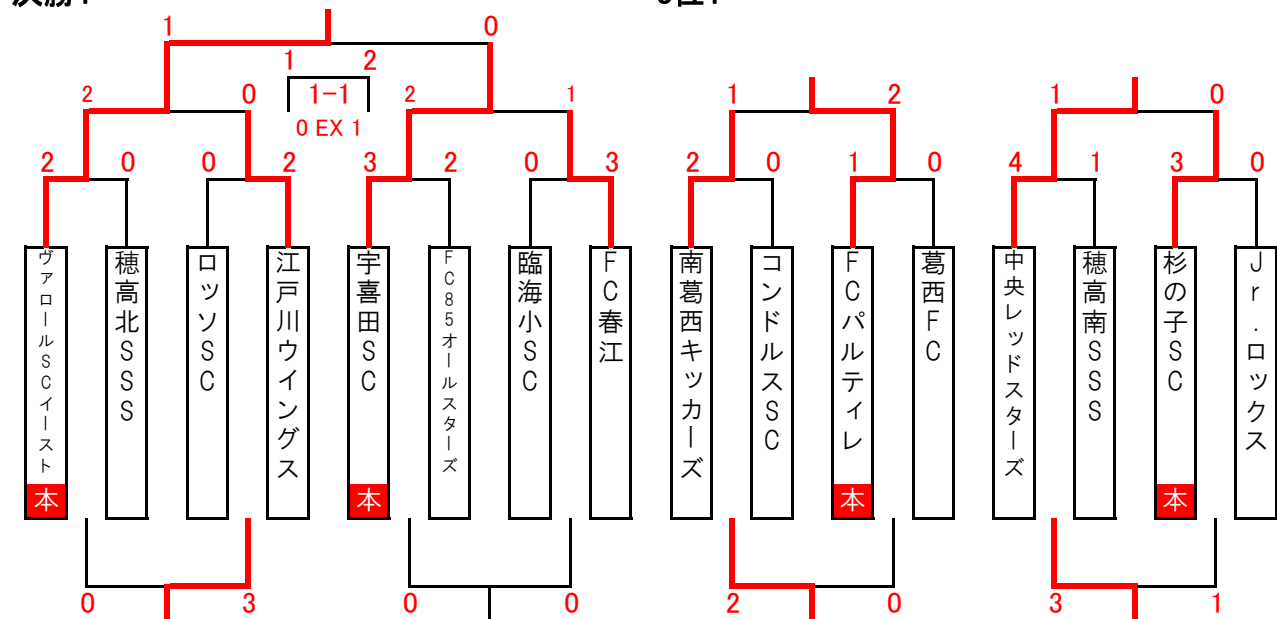 1 0
1 2
2 0 1-1 2 1 1 2 1 0
0 EX 1
2 0 0 2 3 2 0 3 2 0 1 0 4 1 3 0
ヴァロールSCイースト
穂高北SSS
ロッソSC
江戸川ウイングス
宇喜田SC
FC85オールスターズ
臨海小SC
FC春江
南葛西キッカーズ
コンドルスSC
FCパルティレ
葛西FC
中央レッドスターズ
穂高南SSS
杉の子SC
Jr.ロックス
本 本 本 本
0 3 0 0 2 0 3 1